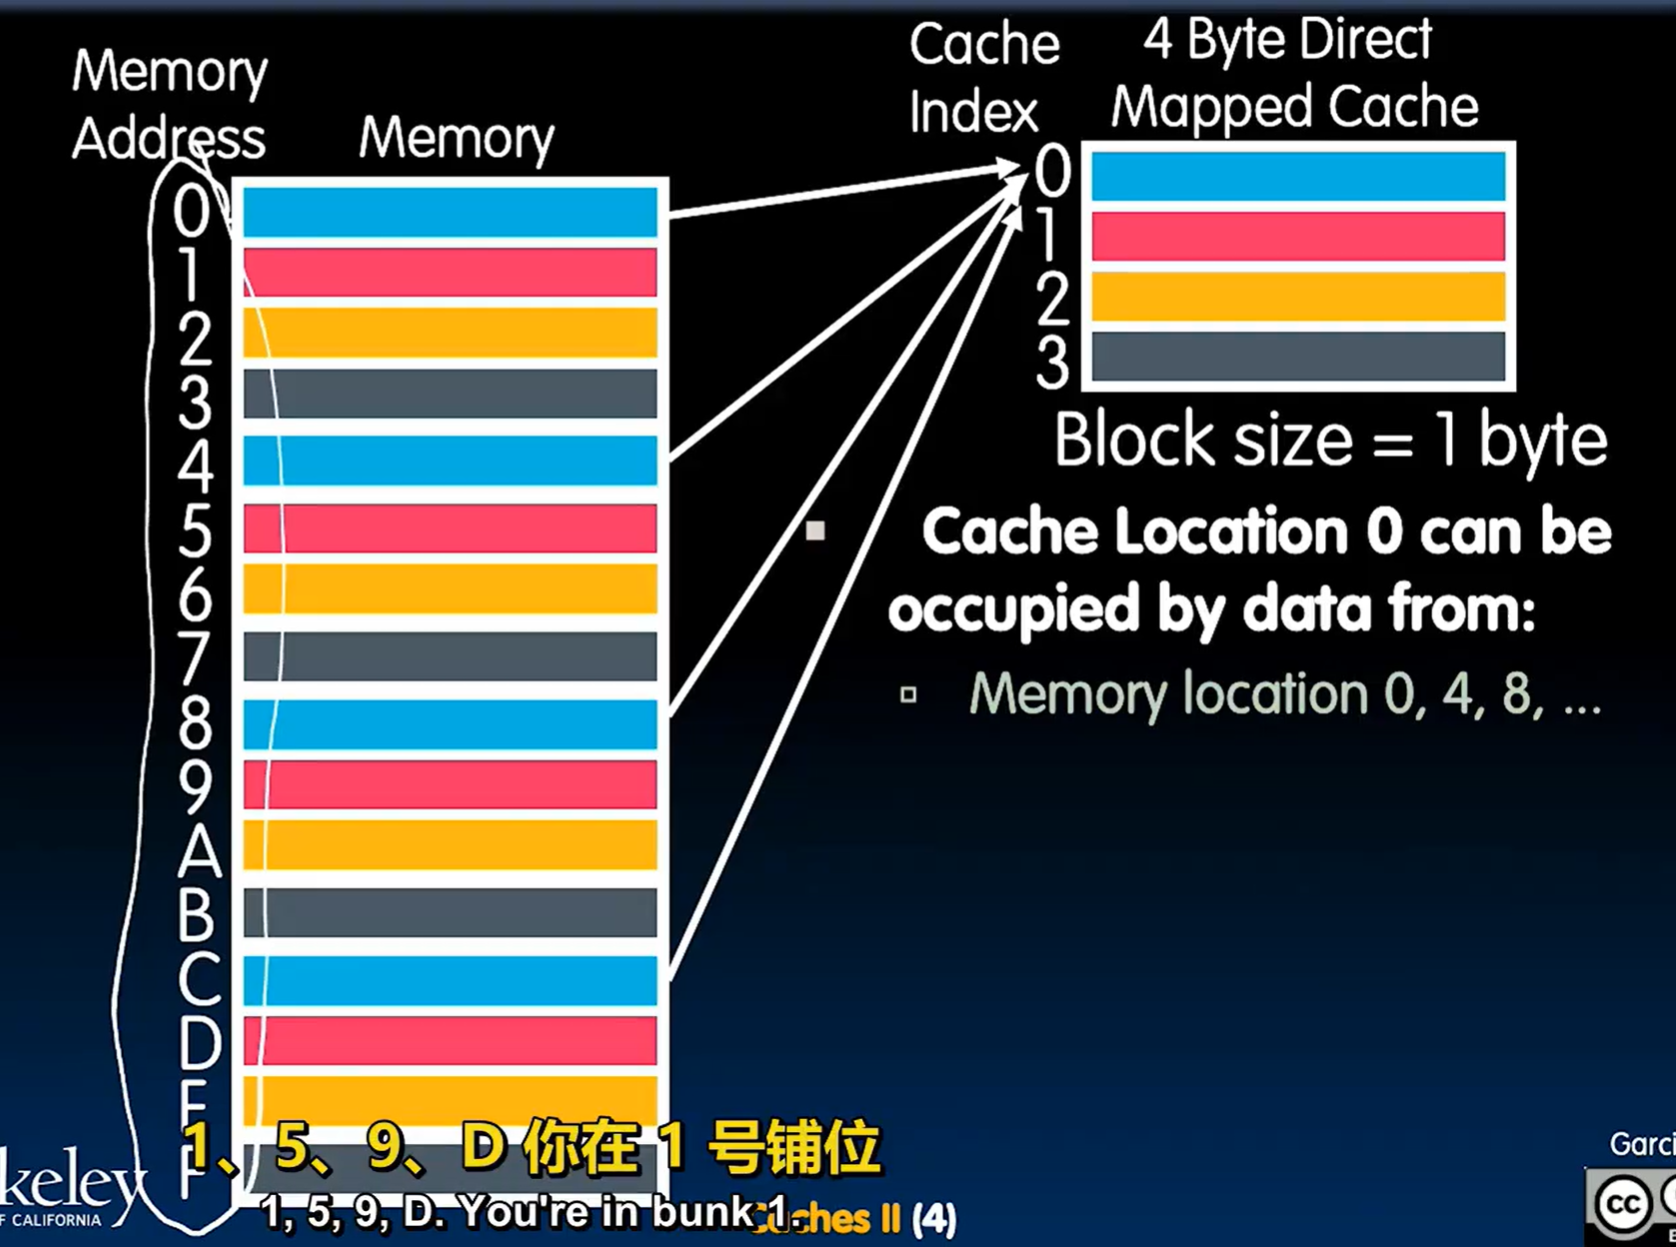 Memory
Address
Memory
Cache
Index
4 Byte Direct
Mapped Cache
0
1
2
3
4
5
6
7
8
9
A
B
C
D
E
F
0
1
2
3
Block size = 1 byte
Cache Location 0 can be
occupied by data from:
Memory location 0, 4, 8, ...
1、5、9、D 你在 1 号铺位
1, 5, 9, D. You're in bunk 1.
Caches II (4)
keley
F CALIFORNIA
Garci
cc